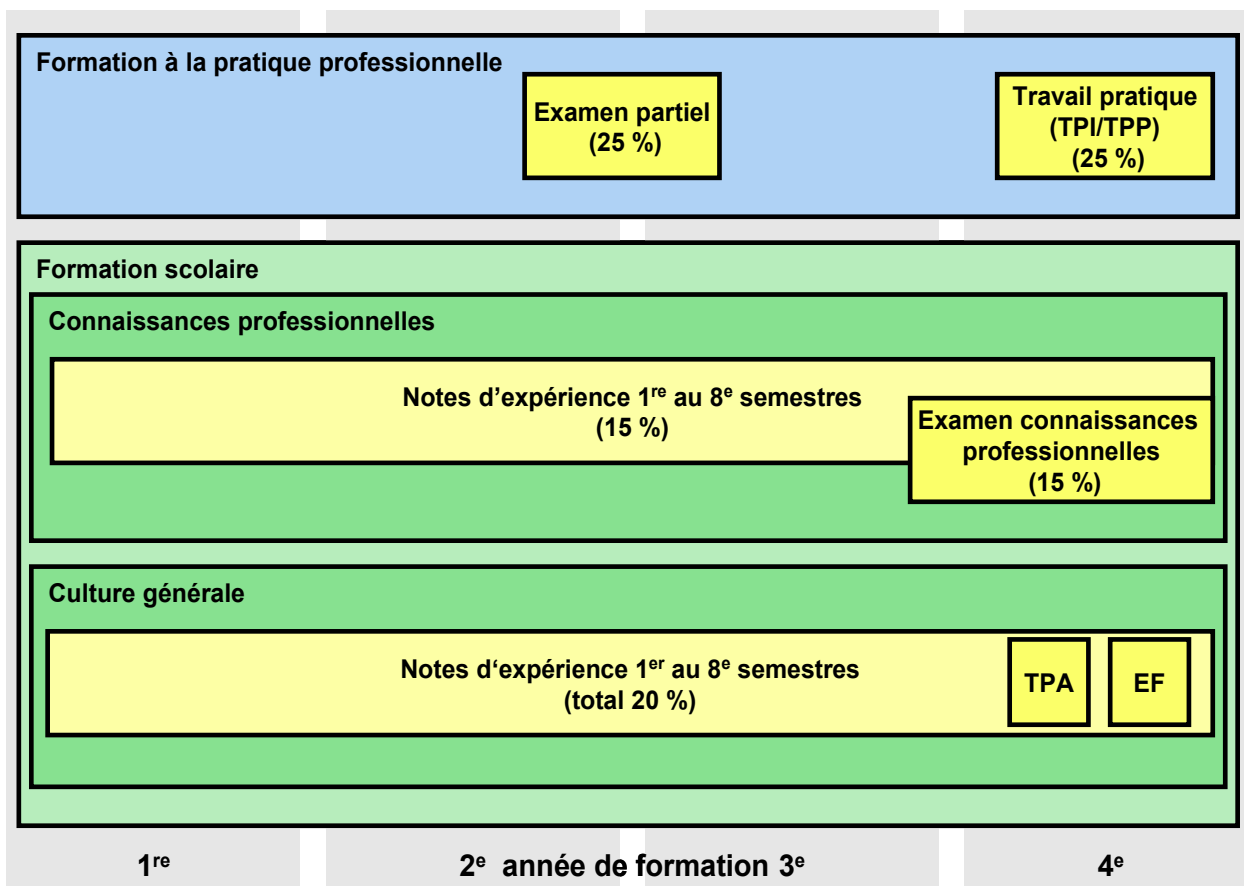 Formation à la pratique professionnelle
Examen partiel
(25 %)
Travail pratique
(TPI/TPP)
(25 %)
Formation scolaire
Connaissances professionnelles
Notes d’expérience 1re au 8e semestres
(15 %)
Examen connaissances
professionnelles
(15 %)
Culture générale
Notes d‘expérience 1er au 8e semestres
(total 20 %)
TPA
EF
1re
2e année de formation 3e
4e